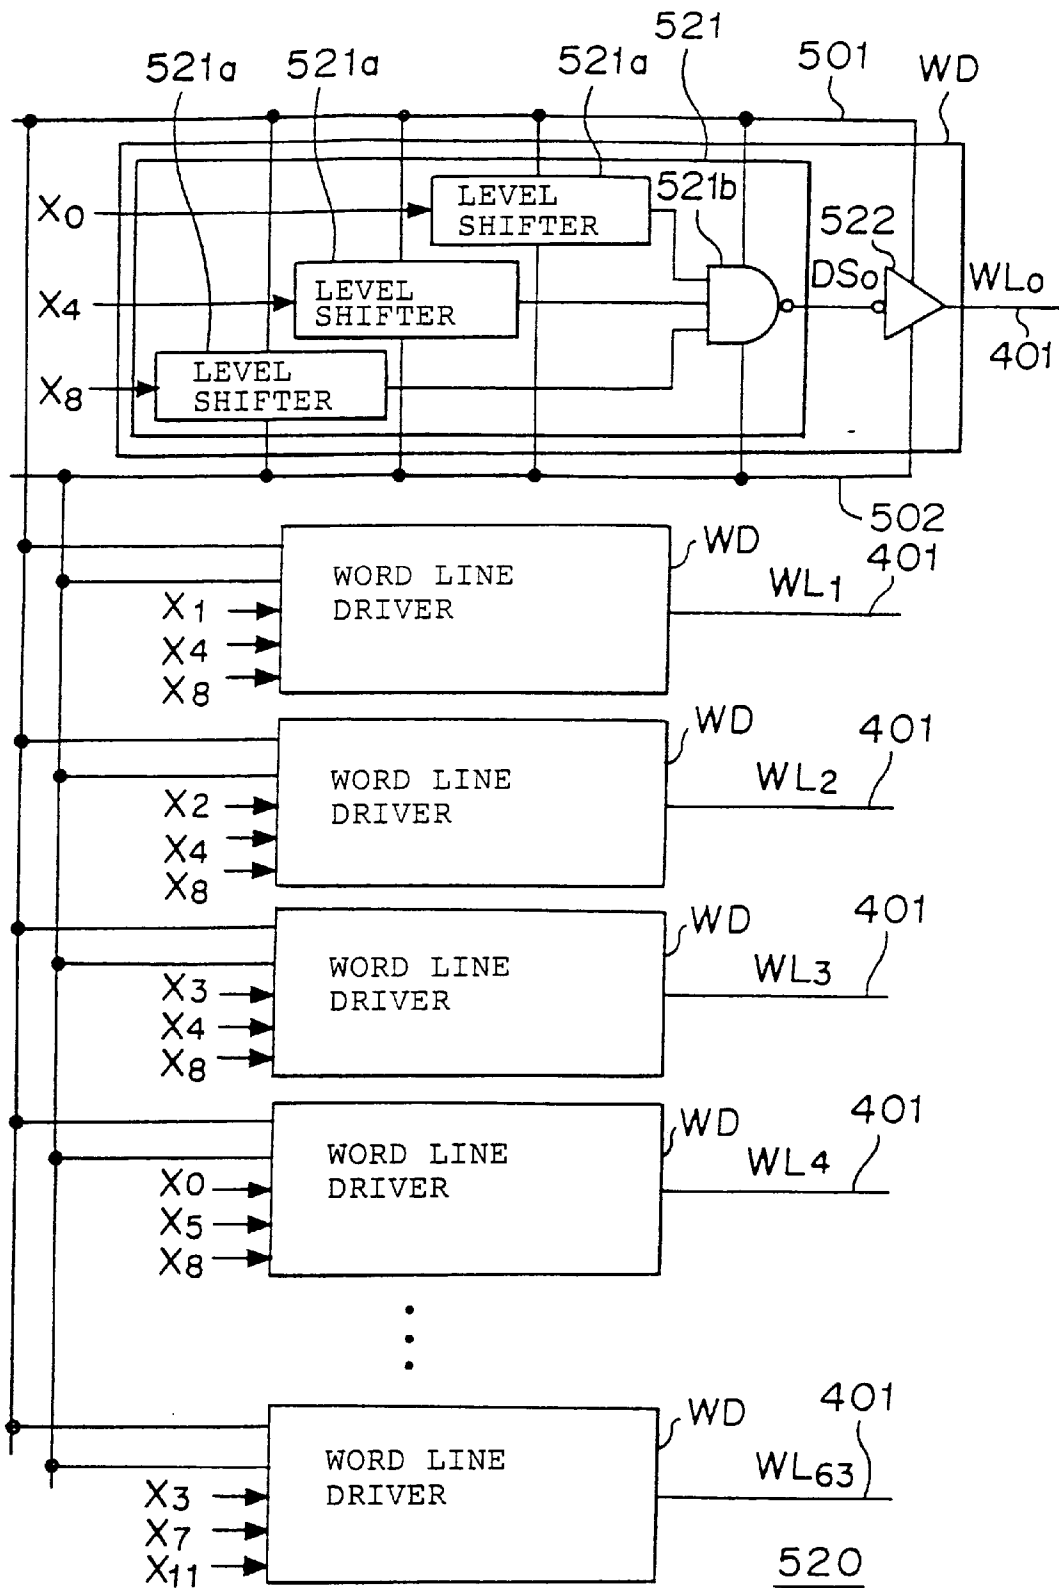 521
521a 521a 521a 501 WD
X0 LEVEL SHIFTER 521b
522
X4 LEVEL SHIFTER DS0 WL0
401
X8 521a LEVEL SHIFTER
502
WORD LINE DRIVER WD
401
WL1
X1
X4
X8
WORD LINE DRIVER WD
401
WL2
X2
X4
X8
WORD LINE DRIVER WD
401
WL3
X3
X4
X8
WORD LINE DRIVER WD
401
WL4
X0
X5
X8
WORD LINE DRIVER WD
401
WL63
X3
X7
X11
520